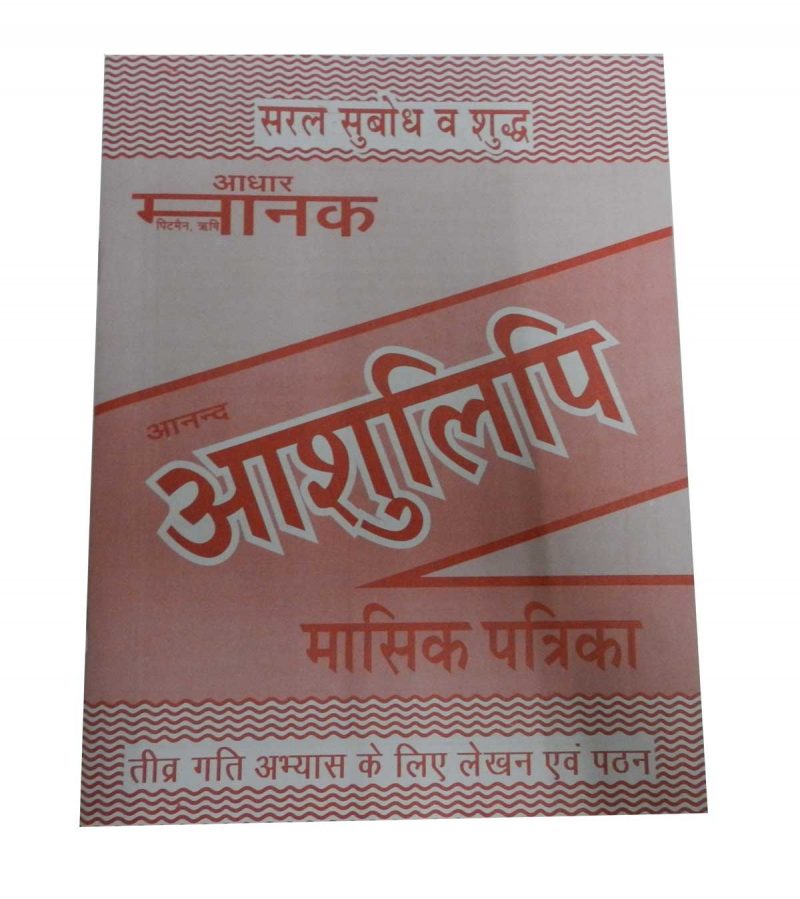 सरल सुबोध व शुद्ध
आधार
मानक
पिटमैन, ऋषि
आनन्द
आशुलिपि
मासिक पत्रिका
तीव्र गति अभ्यास के लिए लेखन एवं पठन